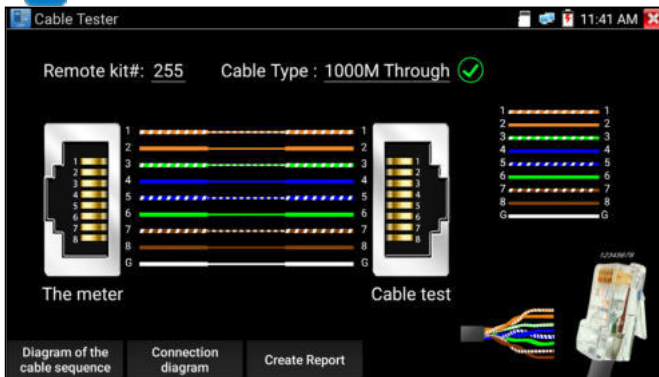 Cable Tester
11:41 AM
Remote kit#: 255 Cable Type : 1000M Through
1 1
2 2
3 3
4 4
5 5
6 6
7 7
8 8
G G
1
2
3
4
5
6
7
8
1 1
2 2
3 3
4 4
5 5
6 6
7 7
8 8
G
1
2
3
4
5
6
7
8
12345678
The meter
Cable test
Diagram of the
cable sequence
Connection
diagram
Create Report